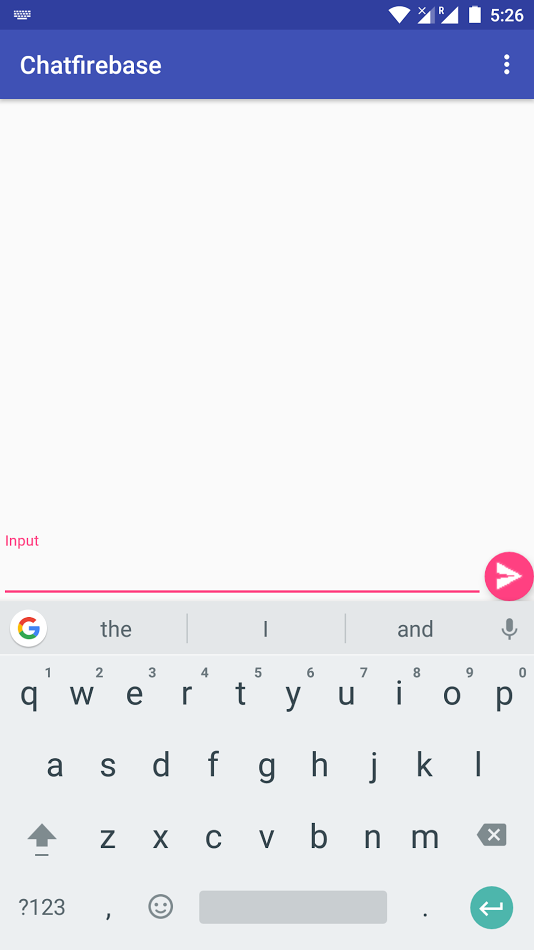 R 5:26
Chatfirebase
Input
the I and
1 2 3 4 5 6 7 8 9 0
q w e r t y u i o p
a s d f g h j k l
z x c v b n m
?123 , .